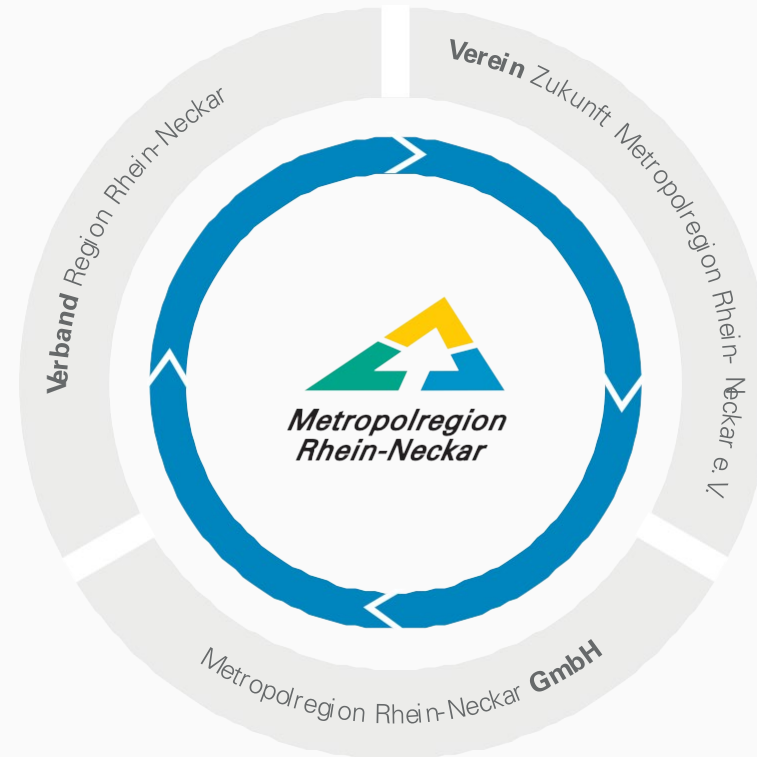 Verband Region Rhein-Neckar
Verein Zukunft Metropolregion Rhein- Neckar e.V.
Metropolregion
Rhein-Neckar
Metropolregion Rhein-Neckar GmbH